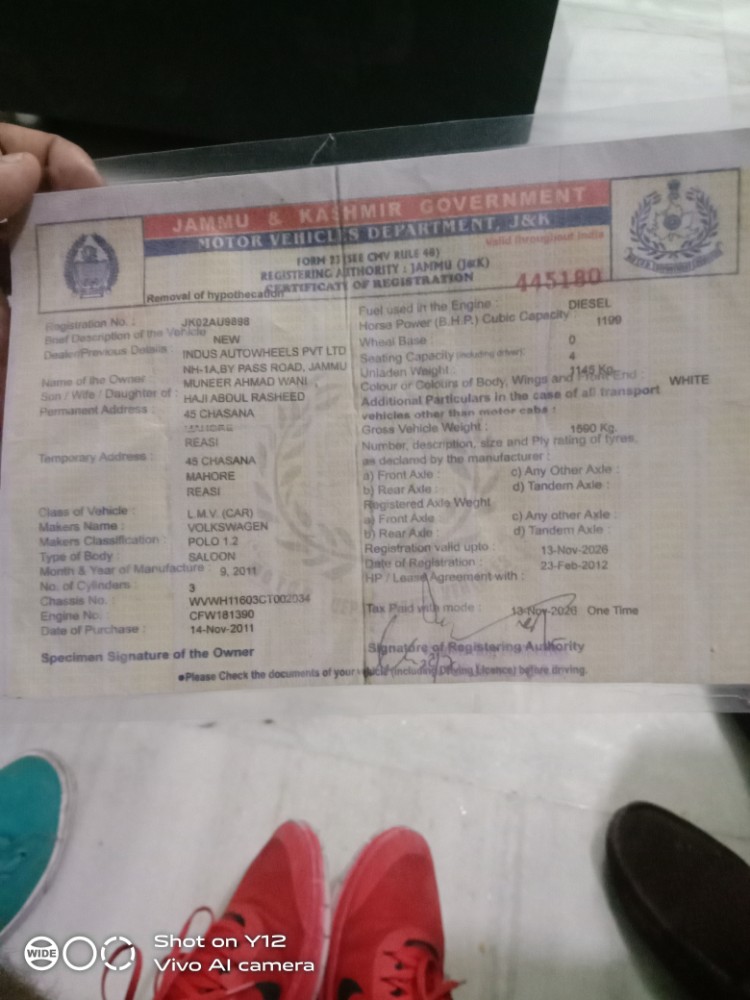 JAMMU & KASHMIR GOVERNMENT
MOTOR VEHICLES DEPARTMENT, J&K
Valid throughout India
FORM 23 (SEE CMV RULE 48)
REGISTERING AUTHORITY : JAMMU (J&K)
CERTIFICATE OF REGISTRATION
445180
Removal of hypothecation
Registration No. : JK02AU9898
Brief Description of the Vehicle
NEW
Dealer/Previous Details : INDUS AUTOWHEELS PVT LTD
NH-1A,BY PASS ROAD, JAMMU
Name of the Owner : MUNEER AHMAD WANI
Son / Wife / Daughter of : HAJI ABDUL RASHEED
Permanent Address : 45 CHASANA
MAHORE
REASI
Temporary Address : 45 CHASANA
MAHORE
REASI
Class of Vehicle : L.M.V. (CAR)
Makers Name : VOLKSWAGEN
Makers Classification : POLO 1.2
Type of Body : SALOON
Month & Year of Manufacture : 9, 2011
No. of Cylinders : 3
Chassis No. WVWH11603CT002034
Engine No: CFW181390
Date of Purchase : 14-Nov-2011
Specimen Signature of the Owner
Fuel used in the Engine : DIESEL
Horse Power (B.H.P.) Cubic Capacity : 1199
Wheel Base 0
Seating Capacity (including driver) 4
Unladen Weight 1145 Kg.
Colour or Colours of Body, Wings and Front End : WHITE
Additional Particulars in the case of all transport
vehicles other than motor cabs :
Gross Vehicle Weight : 1590 Kg.
Number, description, size and Ply rating of tyres,
as declared by the manufacturer :
a) Front Axle : c) Any Other Axle :
b) Rear Axle : d) Tandem Axle :
Registered Axle Weght
a) Front Axle c) Any other Axle :
b) Rear Axle : d) Tandem Axle :
Registration valid upto : 13-Nov-2026
Date of Registration : 23-Feb-2012
HP / Lease Agreement with :
Tax Paid with mode : 13-Nov-2026 One Time
Signature of Registering Authority
Please Check the documents of your vehicle (including Driving Licence) before driving.
WIDE
Shot on Y12
Vivo AI camera